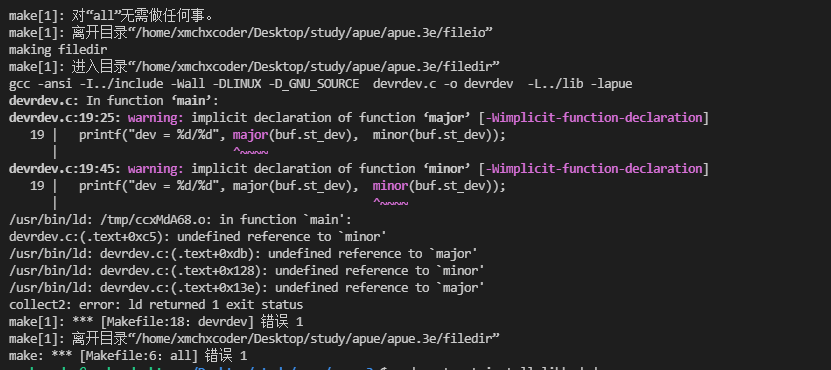 make[1]: 对“all”无需做任何事。
make[1]: 离开目录“/home/xmchxcoder/Desktop/study/apue/apue.3e/fileio”
making filedir
make[1]: 进入目录“/home/xmchxcoder/Desktop/study/apue/apue.3e/filedir”
gcc -ansi -I../include -Wall -DLINUX -D_GNU_SOURCE  devrdev.c -o devrdev  -L../lib -lapue
devrdev.c: In function ‘main’:
devrdev.c:19:25: warning: implicit declaration of function ‘major’ [-Wimplicit-function-declaration]
   19 |   printf("dev = %d/%d", major(buf.st_dev),  minor(buf.st_dev));
      |                         ^~~~~
devrdev.c:19:45: warning: implicit declaration of function ‘minor’ [-Wimplicit-function-declaration]
   19 |   printf("dev = %d/%d", major(buf.st_dev),  minor(buf.st_dev));
      |                                             ^~~~~
/usr/bin/ld: /tmp/ccxMdA68.o: in function `main':
devrdev.c:(.text+0xc5): undefined reference to `minor'
/usr/bin/ld: devrdev.c:(.text+0xdb): undefined reference to `major'
/usr/bin/ld: devrdev.c:(.text+0x128): undefined reference to `minor'
/usr/bin/ld: devrdev.c:(.text+0x13e): undefined reference to `major'
collect2: error: ld returned 1 exit status
make[1]: *** [Makefile:18：devrdev] 错误 1
make[1]: 离开目录“/home/xmchxcoder/Desktop/study/apue/apue.3e/filedir”
make: *** [Makefile:6：all] 错误 1